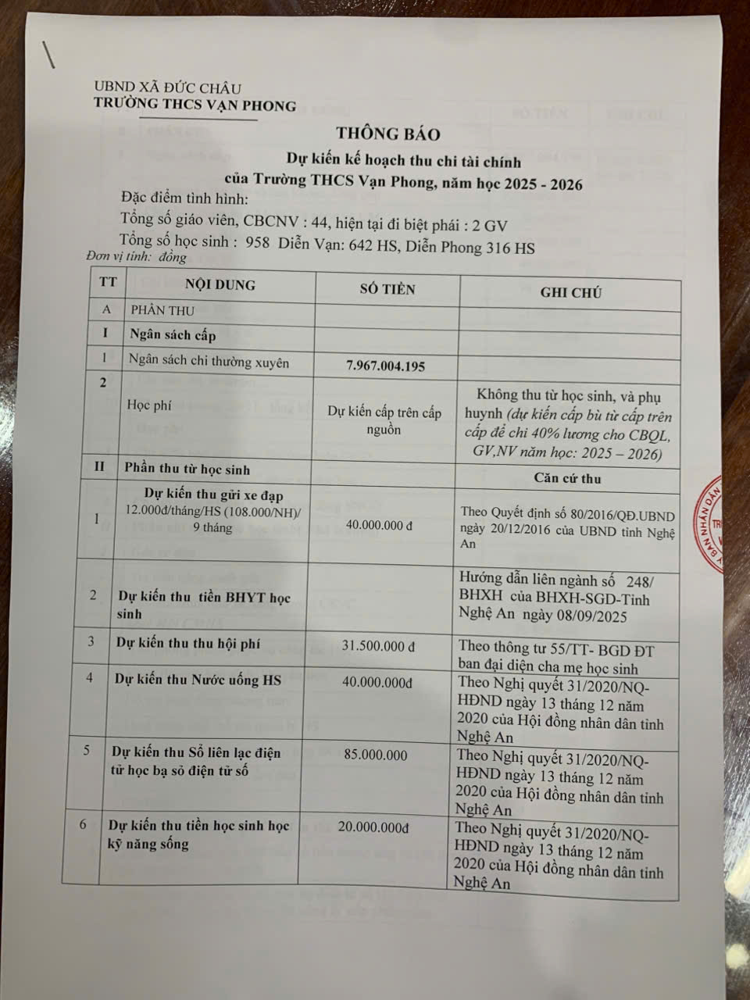 UBND XÃ ĐỨC CHÂU
TRƯỜNG THCS VẠN PHONG
THÔNG BÁO
Dự kiến kế hoạch thu chi tài chính
của Trường THCS Vạn Phong, năm học 2025 - 2026
Đặc điểm tình hình:
Tổng số giáo viên, CBCNV : 44, hiện tại đi biệt phái : 2 GV
Tổng số học sinh : 958 Diễn Vạn: 642 HS, Diễn Phong 316 HS
Đơn vị tính: đồng
TT NỘI DUNG SỐ TIỀN GHI CHÚ
A PHẦN THU
I Ngân sách cấp
1 Ngân sách chi thường xuyên 7.967.004.195
2
Học phí
Dự kiến cấp trên cấp
nguồn
Không thu từ học sinh, và phụ
huynh (dự kiến cấp bù từ cấp trên
cấp để chi 40% lương cho CBQL,
GV,NV năm học: 2025 – 2026)
II Phần thu từ học sinh Căn cứ thu
1
Dự kiến thu gửi xe đạp
12.000đ/tháng/HS (108.000/NH)/
9 tháng
40.000.000 đ
Theo Quyết định số 80/2016/QĐ.UBND
ngày 20/12/2016 của UBND tỉnh Nghệ
An
2
Dự kiến thu tiền BHYT học
sinh
Hướng dẫn liên ngành số 248/
BHXH của BHXH-SGD-Tỉnh
Nghệ An ngày 08/09/2025
3 Dự kiến thu thu hội phí 31.500.000 đ
Theo thông tư 55/TT- BGD ĐT
ban đại diện cha mẹ học sinh
4 Dự kiến thu Nước uống HS 40.000.000đ
Theo Nghị quyết 31/2020/NQ-
HĐND ngày 13 tháng 12 năm
2020 của Hội đồng nhân dân tỉnh
Nghệ An
5
Dự kiến thu Sổ liên lạc điện
tử học bạ sỏ điện tử số
85.000.000
Theo Nghị quyết 31/2020/NQ-
HĐND ngày 13 tháng 12 năm
2020 của Hội đồng nhân dân tỉnh
Nghệ An
6
Dự kiến thu tiền học sinh học
kỹ năng sống
20.000.000đ
Theo Nghị quyết 31/2020/NQ-
HĐND ngày 13 tháng 12 năm
2020 của Hội đồng nhân dân tỉnh
Nghệ An
BAN NHÂN DÂN